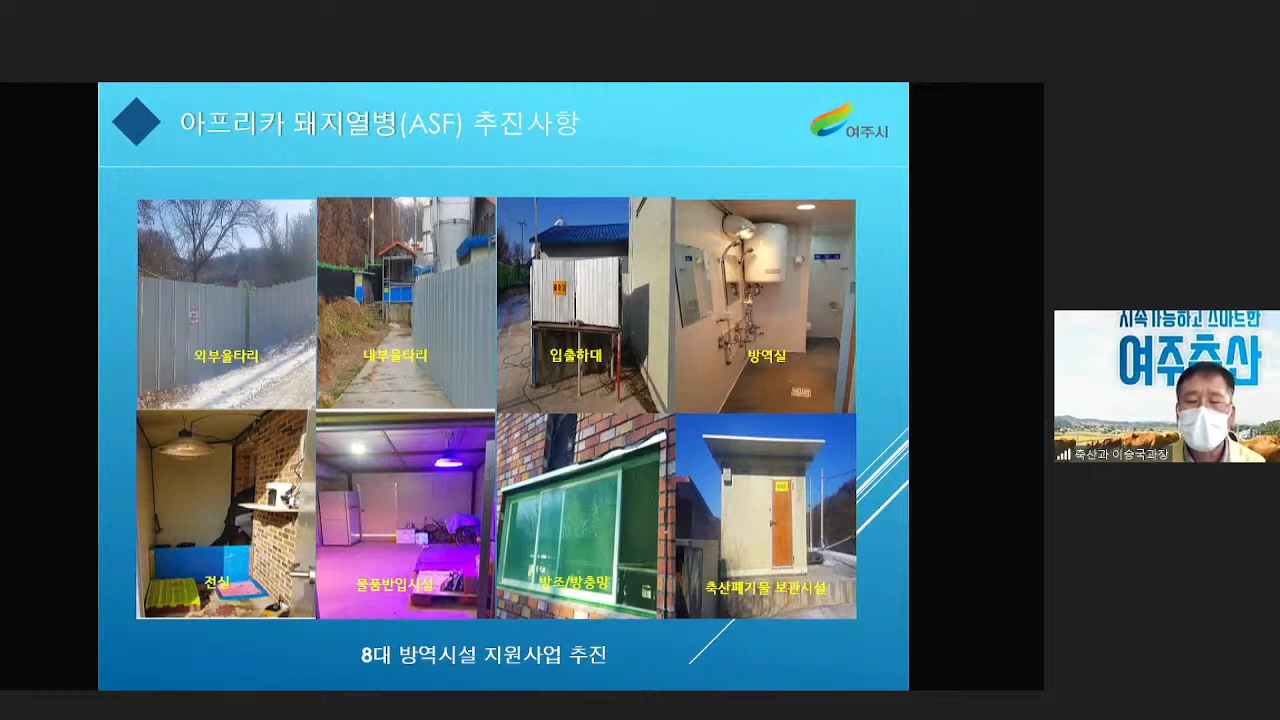 아프리카 돼지열병(ASF) 추진사항
여주시
외부울타리
내부울타리
입출하대
방역실
전실
물품반입시설
방조/방충망
축산폐기물 보관시설
8대 방역시설 지원사업 추진
지속가능하고 스마트한
여주축산
축산과 이승국과장